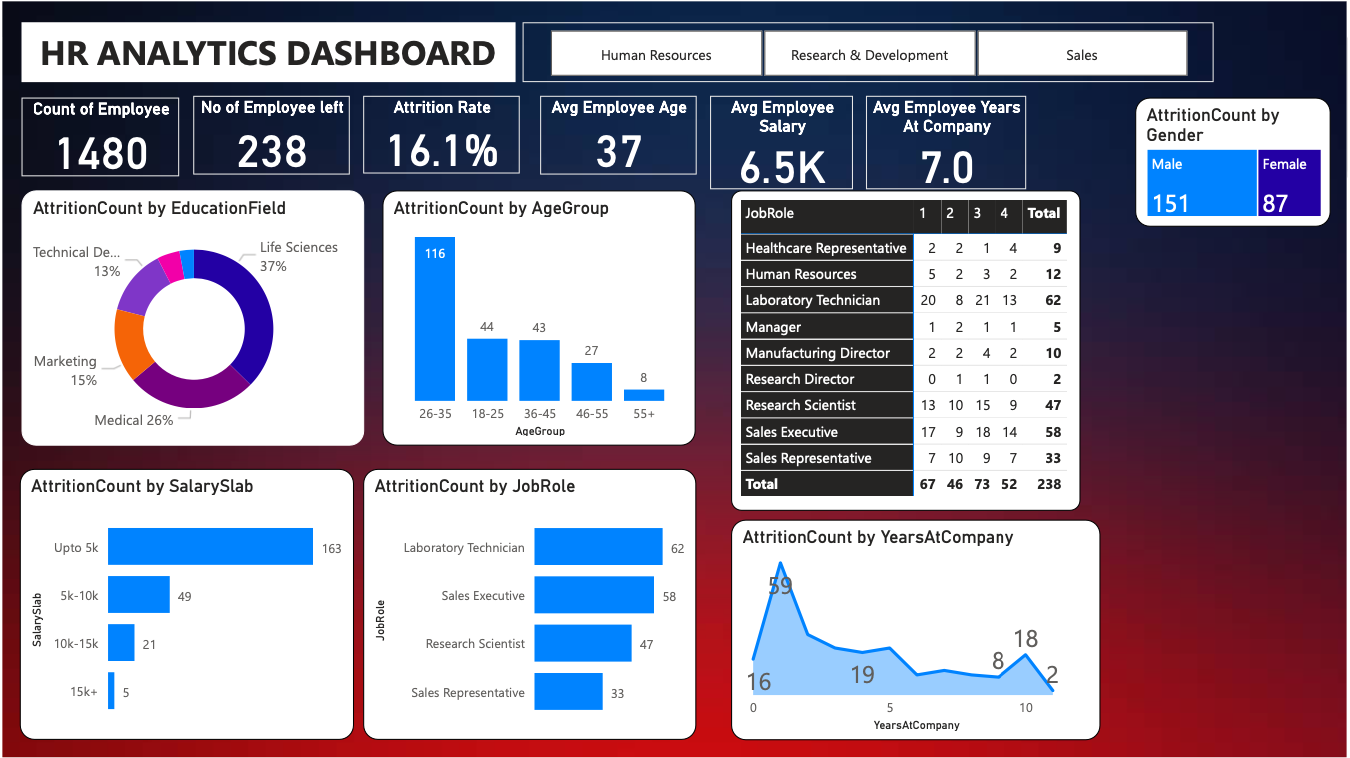 HR ANALYTICS DASHBOARD
Human Resources
Research & Development
Sales
Count of Employee
1480
No of Employee left
238
Attrition Rate
16.1%
Avg Employee Age
37
Avg Employee
Salary
6.5K
Avg Employee Years
At Company
7.0
AttritionCount by
Gender
Male
151
Female
87
AttritionCount by EducationField
Life Sciences
37%
Technical De...
13%
Marketing
15%
Medical 26%
AttritionCount by AgeGroup
116
44
43
27
8
26-35 18-25 36-45 46-55 55+
AgeGroup
JobRole 1 2 3 4 Total
Healthcare Representative 2 2 1 4 9
Human Resources 5 2 3 2 12
Laboratory Technician 20 8 21 13 62
Manager 1 2 1 1 5
Manufacturing Director 2 2 4 2 10
Research Director 0 1 1 0 2
Research Scientist 13 10 15 9 47
Sales Executive 17 9 18 14 58
Sales Representative 7 10 9 7 33
Total 67 46 73 52 238
AttritionCount by SalarySlab
SalarySlab
Upto 5k 163
5k-10k 49
10k-15k 21
15k+ 5
AttritionCount by JobRole
JobRole
Laboratory Technician 62
Sales Executive 58
Research Scientist 47
Sales Representative 33
AttritionCount by YearsAtCompany
59
18
8
19
2
16
0 5 10
YearsAtCompany